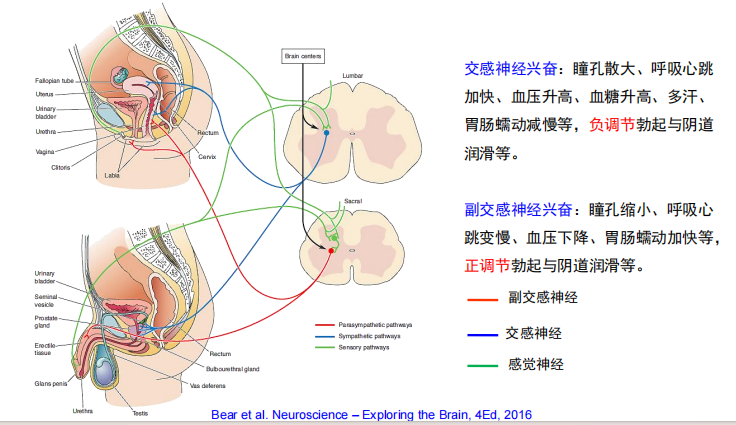 Fallopian tube
Uterus
Urinary
bladder
Urethra
Vagina
Clitoris
Labia
Rectum
Cervix
Brain centers
Lumbar
Sacral
Urinary
bladder
Seminal
vesicle
Prostate
gland
Erectile
tissue
Glans penis
Urethra
Testis
Vas deferens
Bulbourethral gland
Rectum
Parasympathetic pathways
Sympathetic pathways
Sensory pathways
交感神经兴奋：瞳孔散大、呼吸心跳
加快、血压升高、血糖升高、多汗、
胃肠蠕动减慢等，负调节勃起与阴道
润滑等。
副交感神经兴奋：瞳孔缩小、呼吸心
跳变慢、血压下降、胃肠蠕动加快等，
正调节勃起与阴道润滑等。
副交感神经
交感神经
感觉神经
Bear et al. Neuroscience – Exploring the Brain, 4Ed, 2016